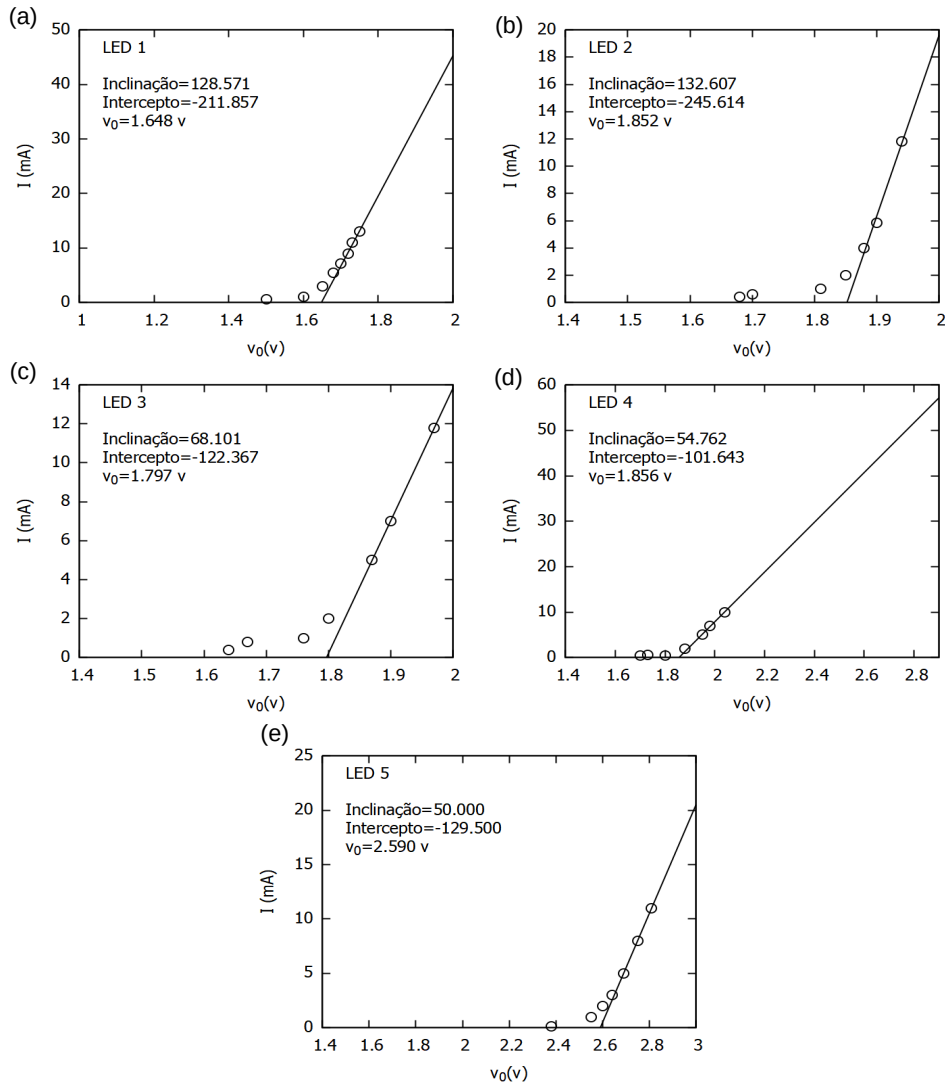 (a)
LED 1
Inclinação=128.571
Intercepto=-211.857
v0=1.648 v
I (mA)
50
40
30
20
10
0
1 1.2 1.4 1.6 1.8 2
v0(v)
(b)
LED 2
Inclinação=132.607
Intercepto=-245.614
v0=1.852 v
I (mA)
20
18
16
14
12
10
8
6
4
2
0
1.4 1.5 1.6 1.7 1.8 1.9 2
v0(v)
(c)
LED 3
Inclinação=68.101
Intercepto=-122.367
v0=1.797 v
I (mA)
14
12
10
8
6
4
2
0
1.4 1.5 1.6 1.7 1.8 1.9 2
v0(v)
(d)
LED 4
Inclinação=54.762
Intercepto=-101.643
v0=1.856 v
I (mA)
60
50
40
30
20
10
0
1.4 1.6 1.8 2 2.2 2.4 2.6 2.8
v0(v)
(e)
LED 5
Inclinação=50.000
Intercepto=-129.500
v0=2.590 v
I (mA)
25
20
15
10
5
0
1.4 1.6 1.8 2 2.2 2.4 2.6 2.8 3
v0(v)